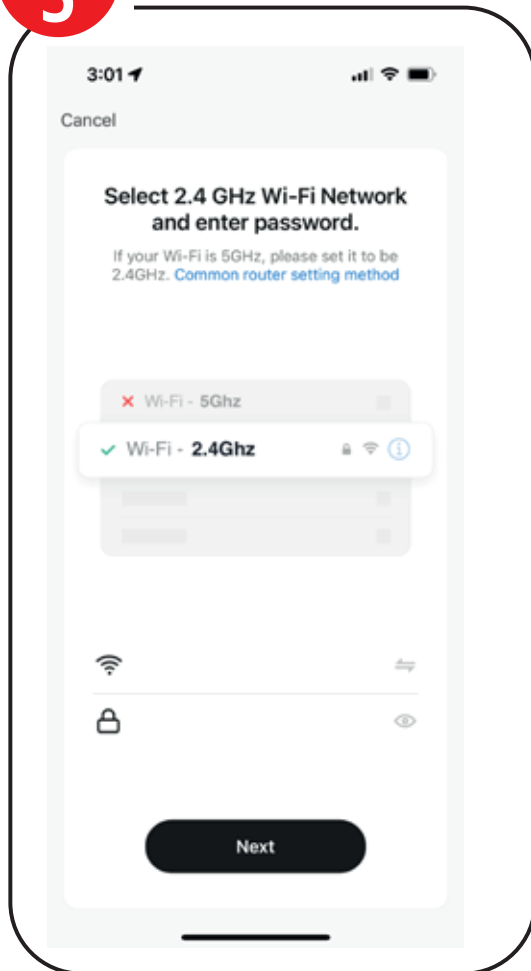 3:01
Cancel
Select 2.4 GHz Wi-Fi Network
and enter password.
If your Wi-Fi is 5GHz, please set it to be
2.4GHz. Common router setting method
Wi-Fi - 5Ghz
Wi-Fi - 2.4Ghz
Next